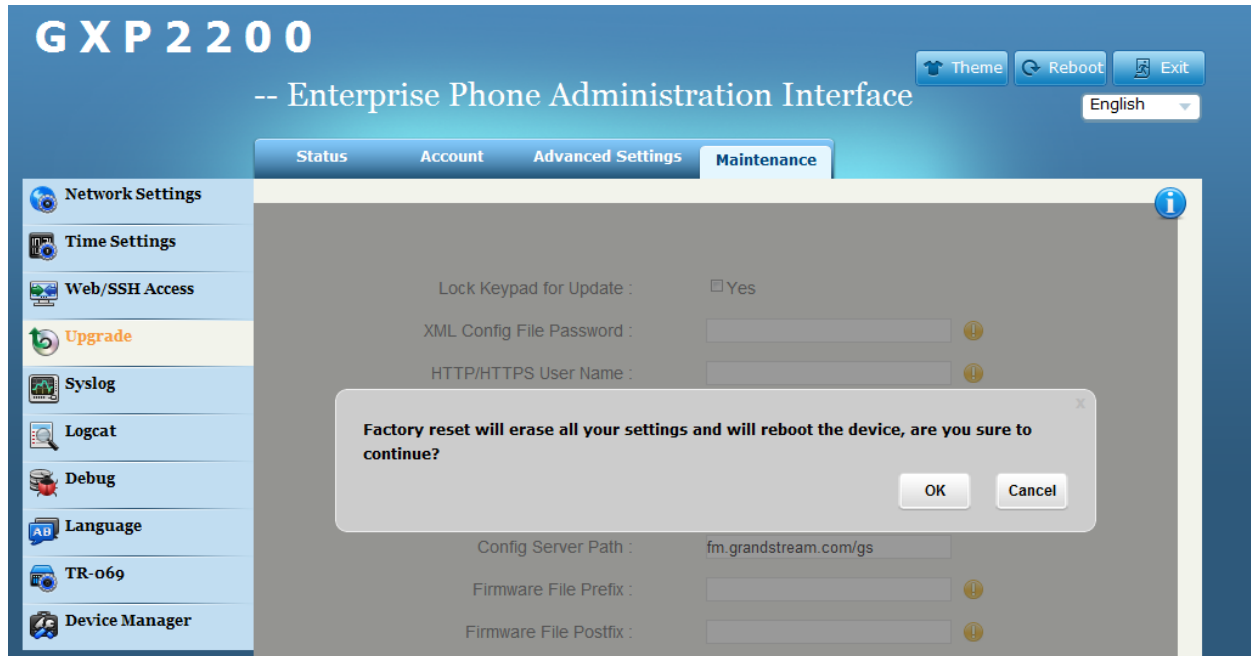 GXP2200
Theme
Reboot
Exit
-- Enterprise Phone Administration Interface
English
Status
Account
Advanced Settings
Maintenance
Network Settings
Time Settings
Web/SSH Access
Upgrade
Syslog
Logcat
Debug
Language
TR-069
Device Manager
Lock Keypad for Update :
Yes
XML Config File Password :
HTTP/HTTPS User Name :
x
Factory reset will erase all your settings and will reboot the device, are you sure to
continue?
OK
Cancel
Config Server Path :
fm.grandstream.com/gs
Firmware File Prefix :
Firmware File Postfix :